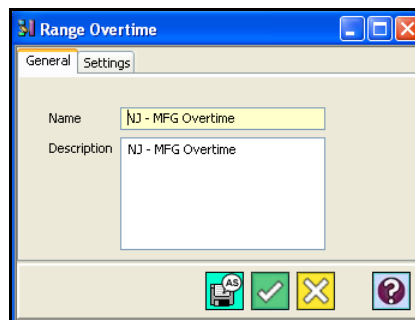 Range Overtime
General Settings
Name NJ - MFG Overtime
Description NJ - MFG Overtime
AS
?